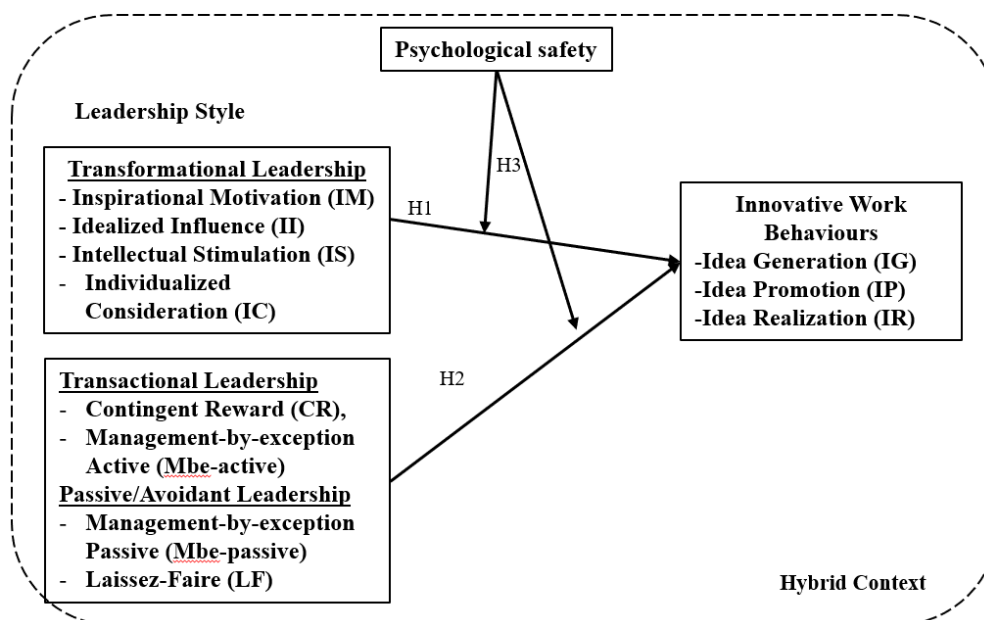 Psychological safety
Leadership Style
Transformational Leadership
- Inspirational Motivation (IM)
- Idealized Influence (II)
- Intellectual Stimulation (IS)
- Individualized
Consideration (IC)
H1
H3
Innovative Work
Behaviours
-Idea Generation (IG)
-Idea Promotion (IP)
-Idea Realization (IR)
H2
Transactional Leadership
- Contingent Reward (CR),
- Management-by-exception
Active (Mbe-active)
Passive/Avoidant Leadership
- Management-by-exception
Passive (Mbe-passive)
- Laissez-Faire (LF)
Hybrid Context